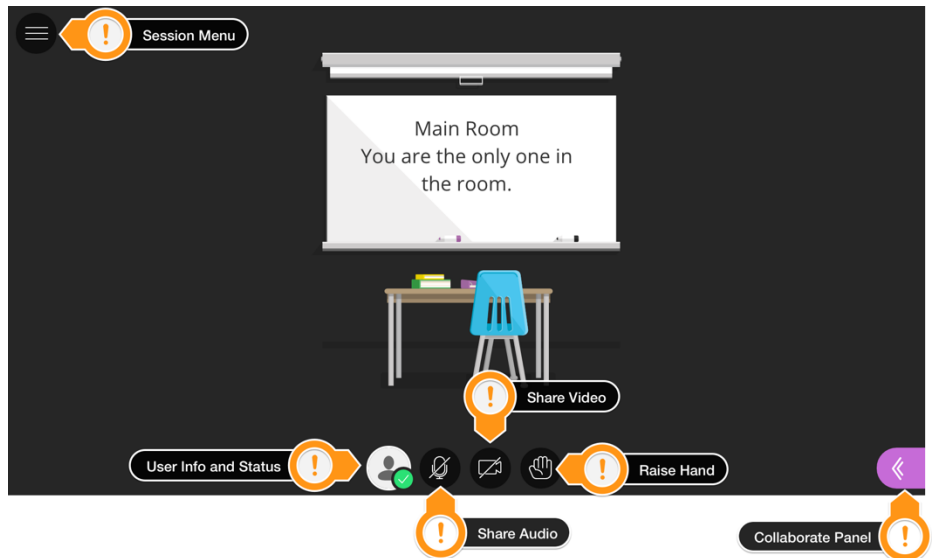 Session Menu
Main Room
You are the only one in
the room.
Share Video
User Info and Status
Raise Hand
Share Audio
Collaborate Panel